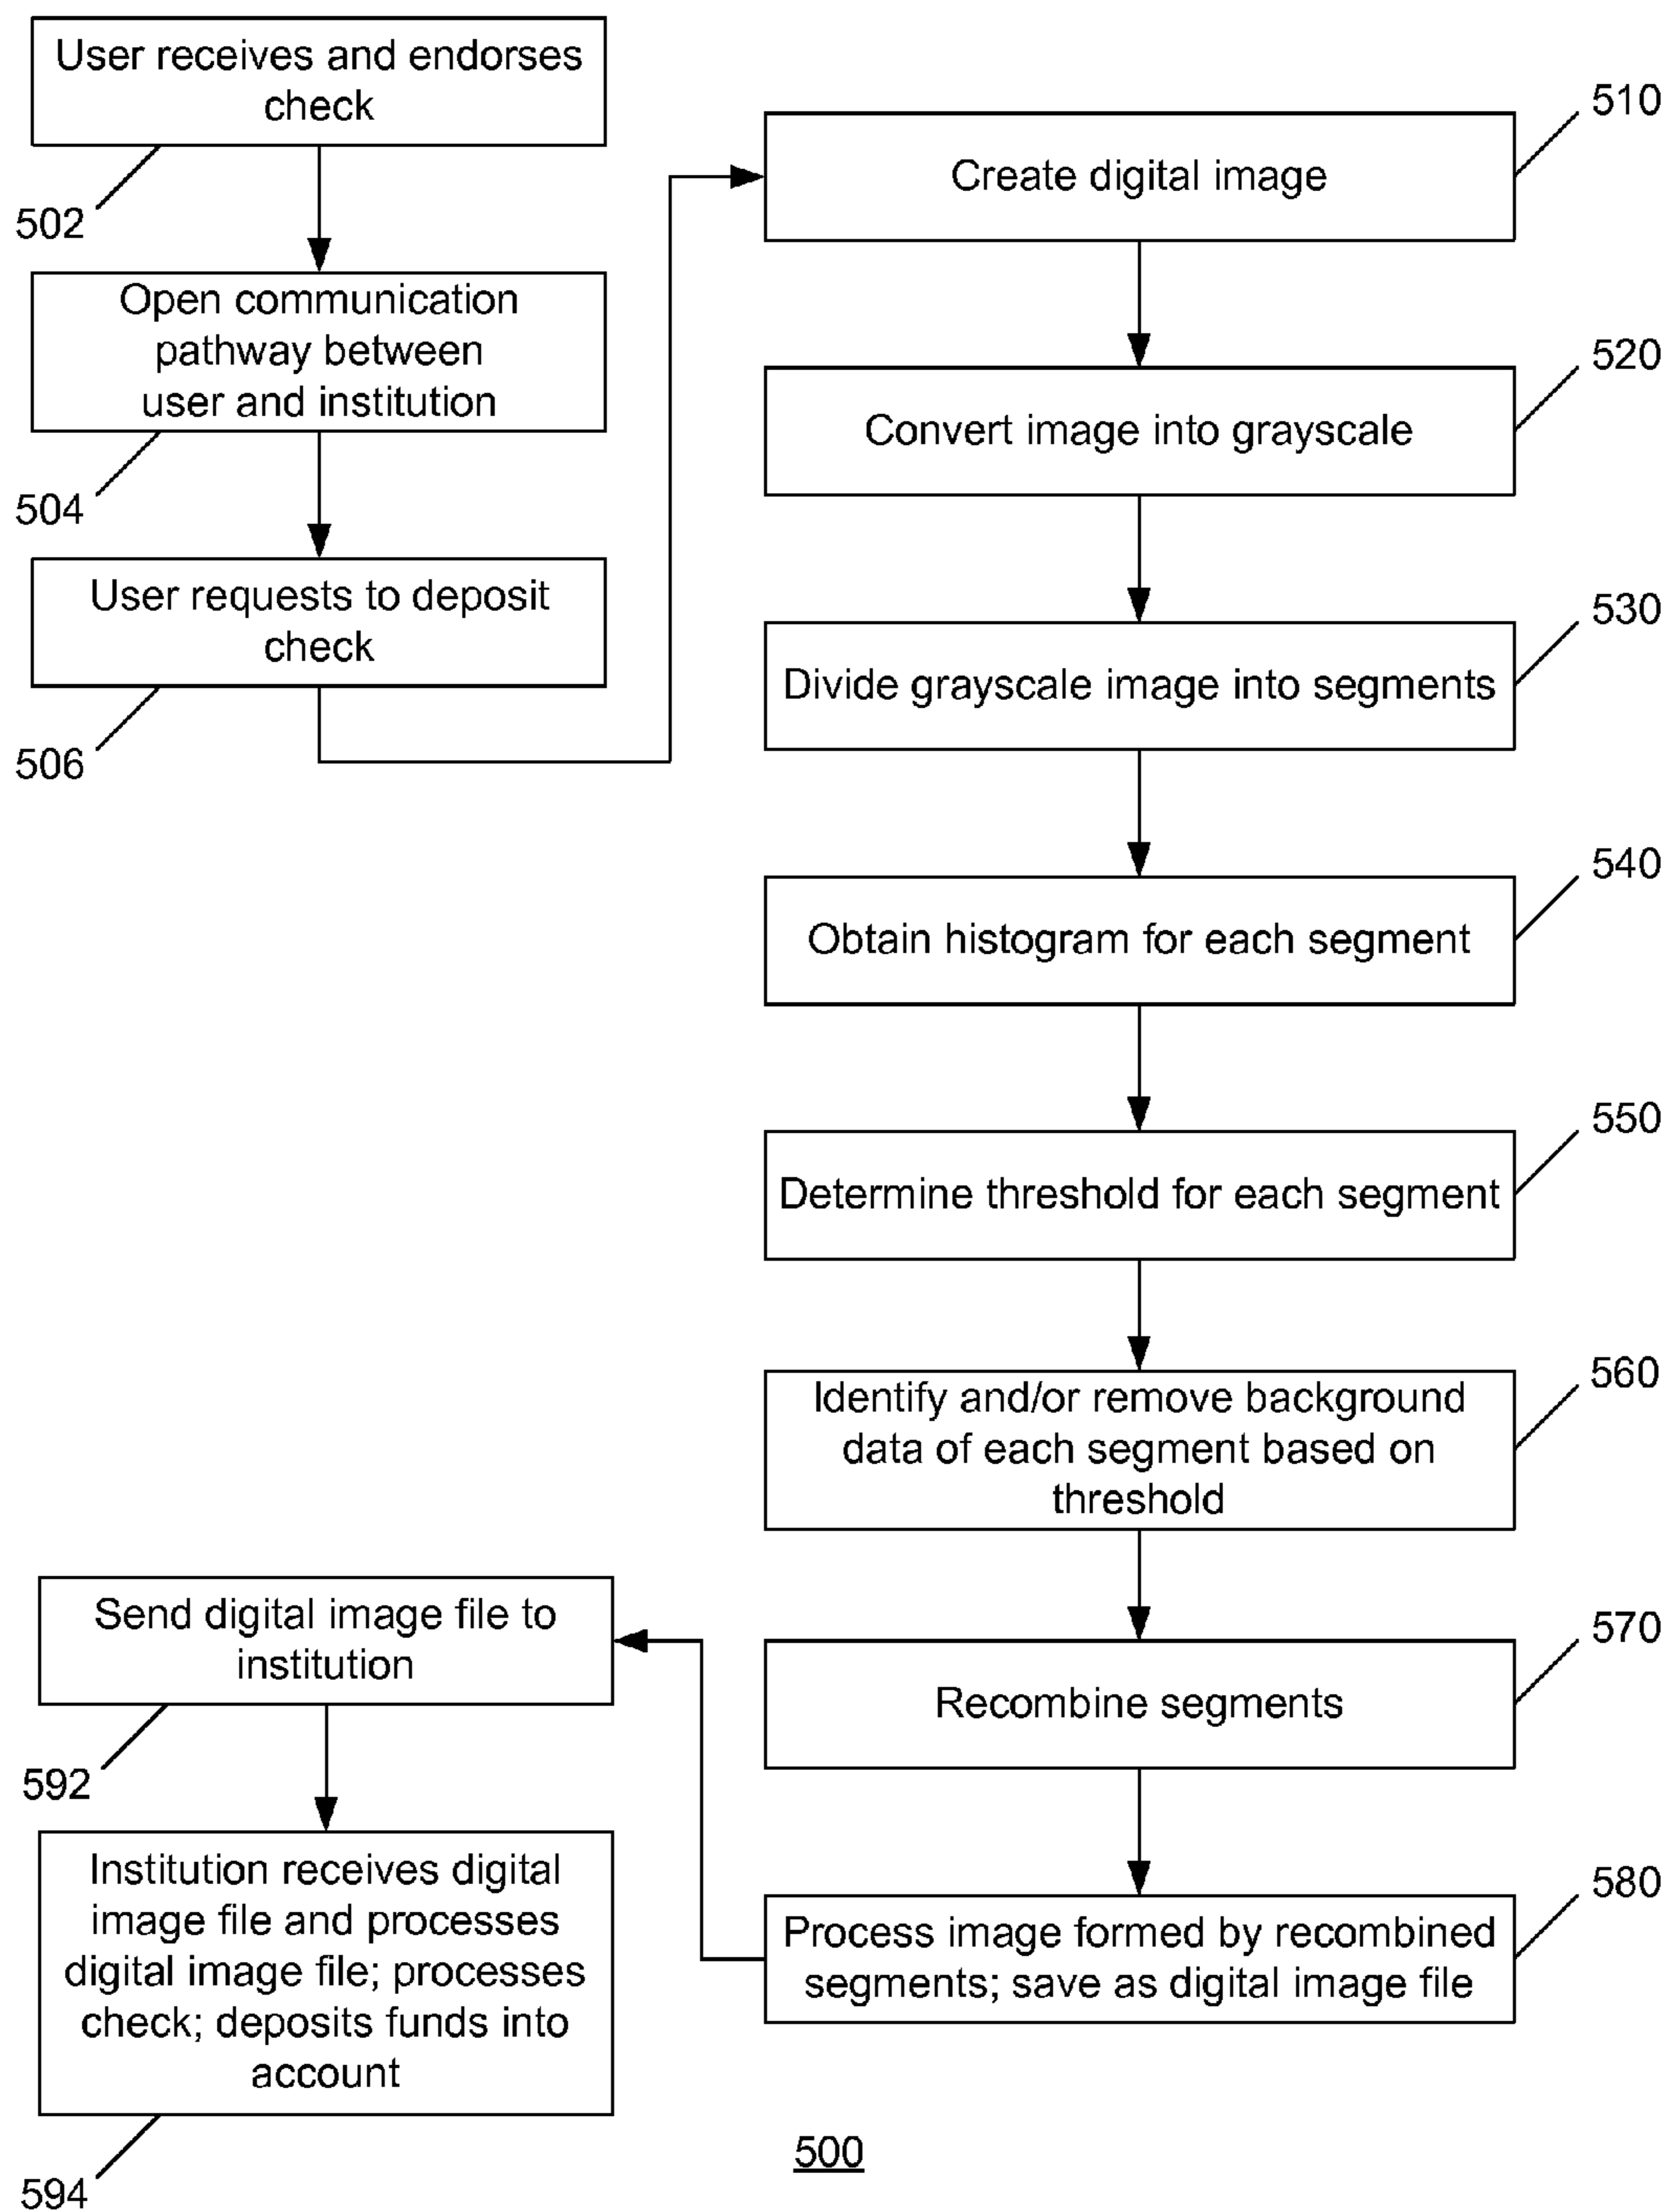 User receives and endorses
check
502
Open communication
pathway between
user and institution
504
User requests to deposit
check
506
510
Create digital image
520
Convert image into grayscale
530
Divide grayscale image into segments
540
Obtain histogram for each segment
550
Determine threshold for each segment
560
Identify and/or remove background
data of each segment based on
threshold
570
Recombine segments
580
Process image formed by recombined
segments; save as digital image file
Send digital image file to
institution
592
Institution receives digital
image file and processes
digital image file; processes
check; deposits funds into
account
594
500